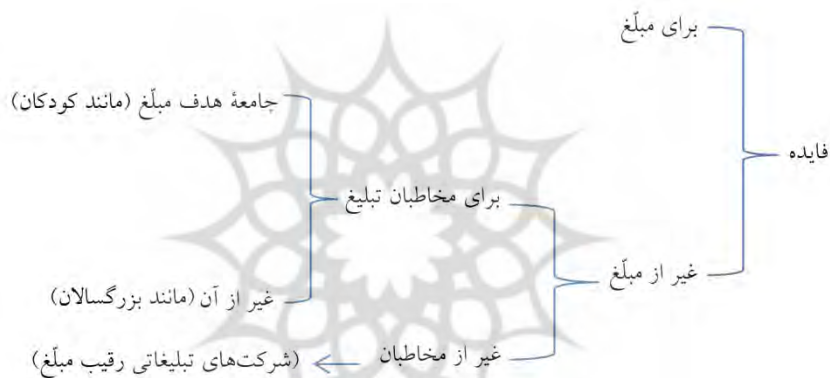 برای مبلّغ
جامعهٔ هدف مبلّغ (مانند کودکان)
فایده
برای مخاطبان تبلیغ
غیر از مبلّغ
غیر از آن (مانند بزرگسالان)
غیر از مخاطبان
(شرکت‌های تبلیغاتی رقیب مبلّغ)